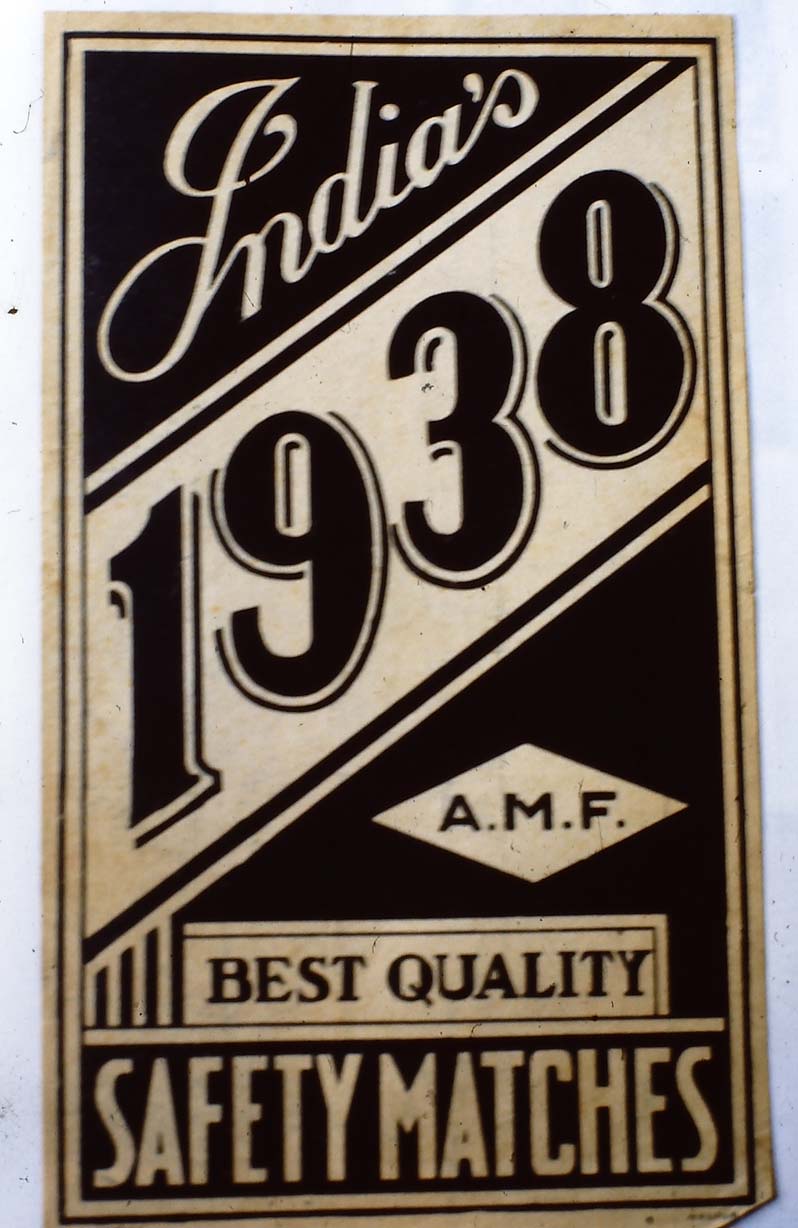 India's
1938
A.M.F.
BEST QUALITY
SAFETY MATCHES